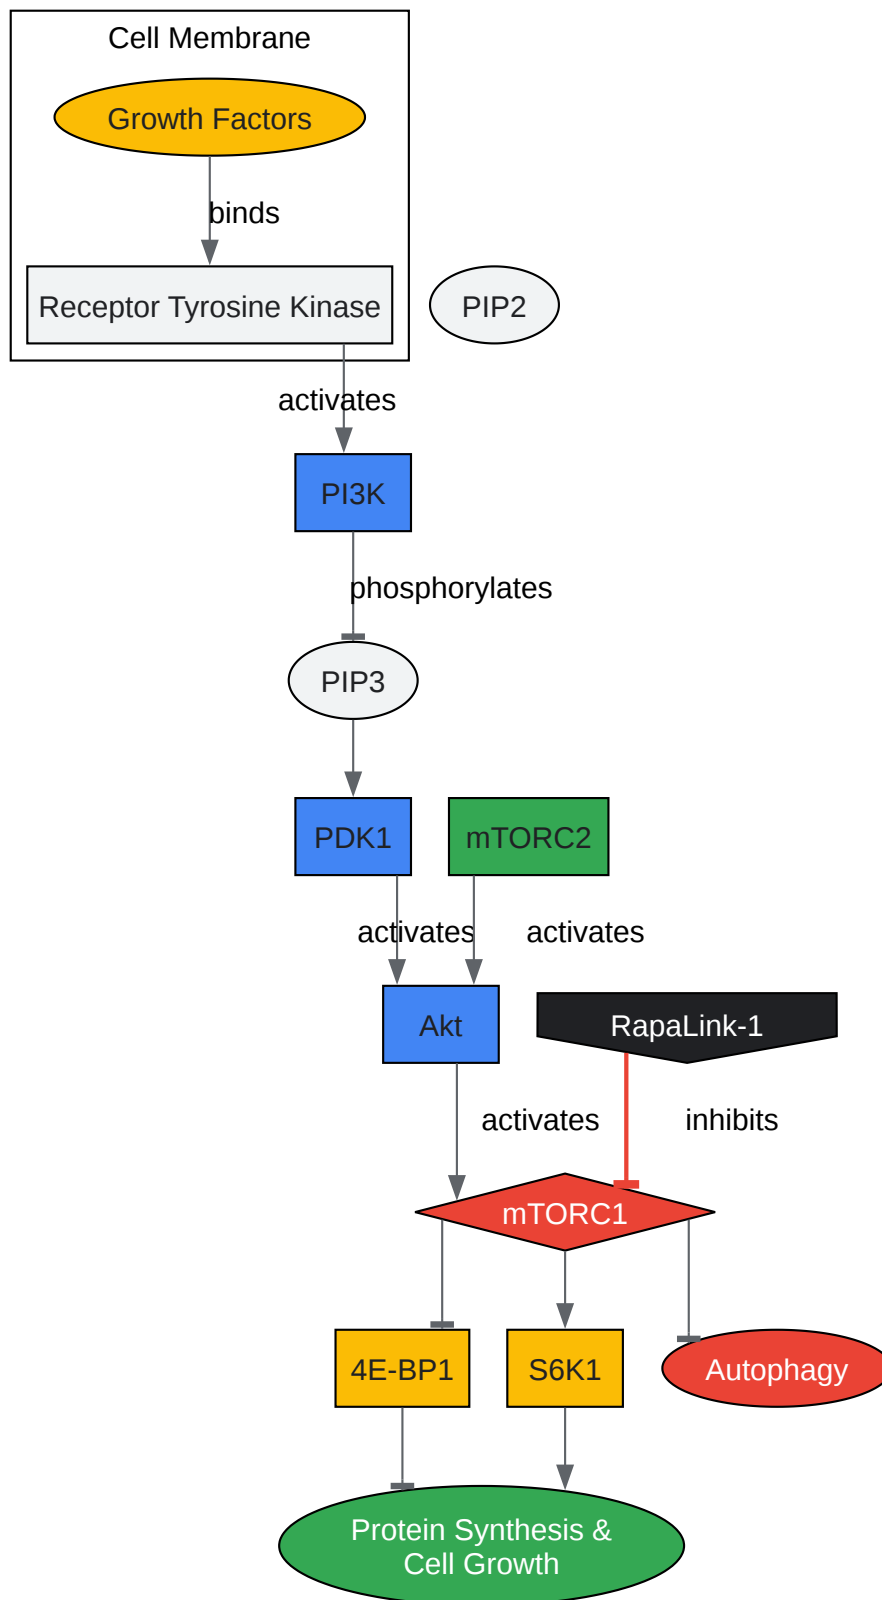 Cell Membrane
Growth Factors
binds
Receptor Tyrosine Kinase
PIP2
activates
PI3K
phosphorylates
PIP3
PDK1
mTORC2
activates
activates
Akt
RapaLink-1
activates
inhibits
mTORC1
4E-BP1
S6K1
Autophagy
Protein Synthesis &
Cell Growth